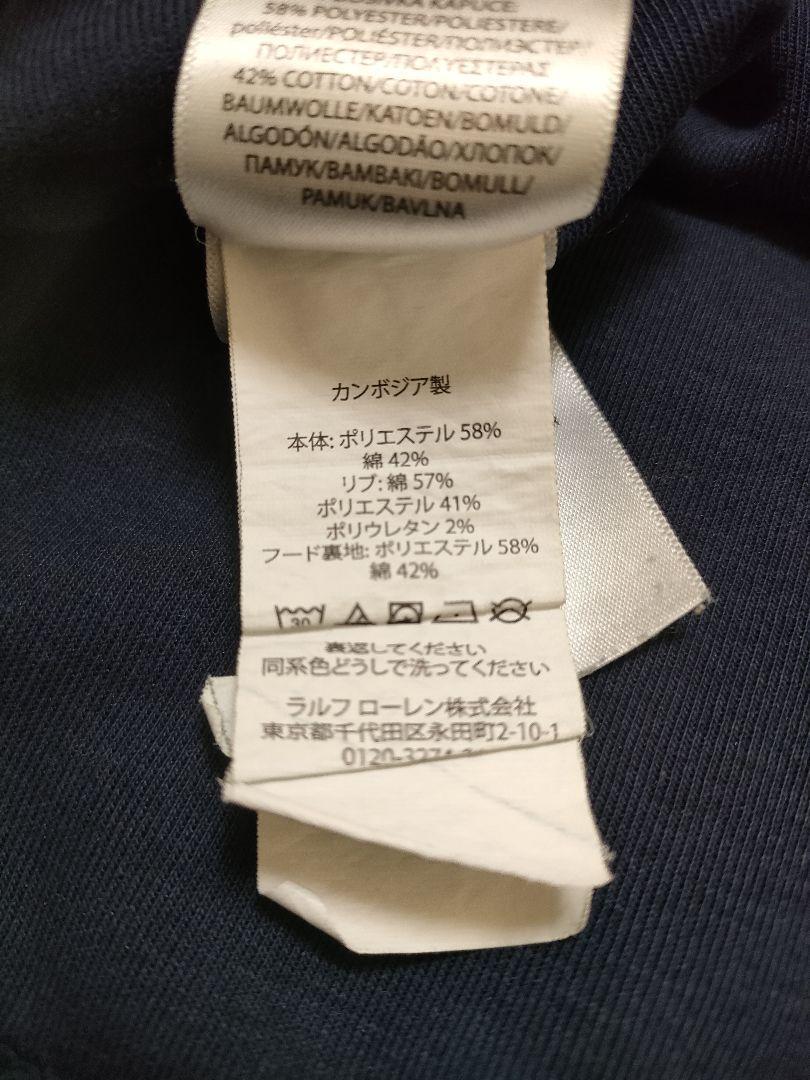 58% POLYESTER/POLIESTERE/
poliéster/POLIÉSTER/ПОЛИЭСТЕР/
ПОЛИЕСТЕР/ΠΟΛΥΕΣΤΕΡΑΣ
42% COTTON/COTON/COTONE/
BAUMWOLLE/KATOEN/BOMULD/
ALGODÓN/ALGODÃO/ХЛОПОК/
ПАМУК/BAMBAKI/BOMULL/
PAMUK/BAVLNA
カンボジア製
本体: ポリエステル 58%
綿 42%
リブ: 綿 57%
ポリエステル 41%
ポリウレタン 2%
フード裏地: ポリエステル 58%
綿 42%
30
裏返してください
同系色どうしで洗ってください
ラルフ ローレン株式会社
東京都千代田区永田町2-10-1